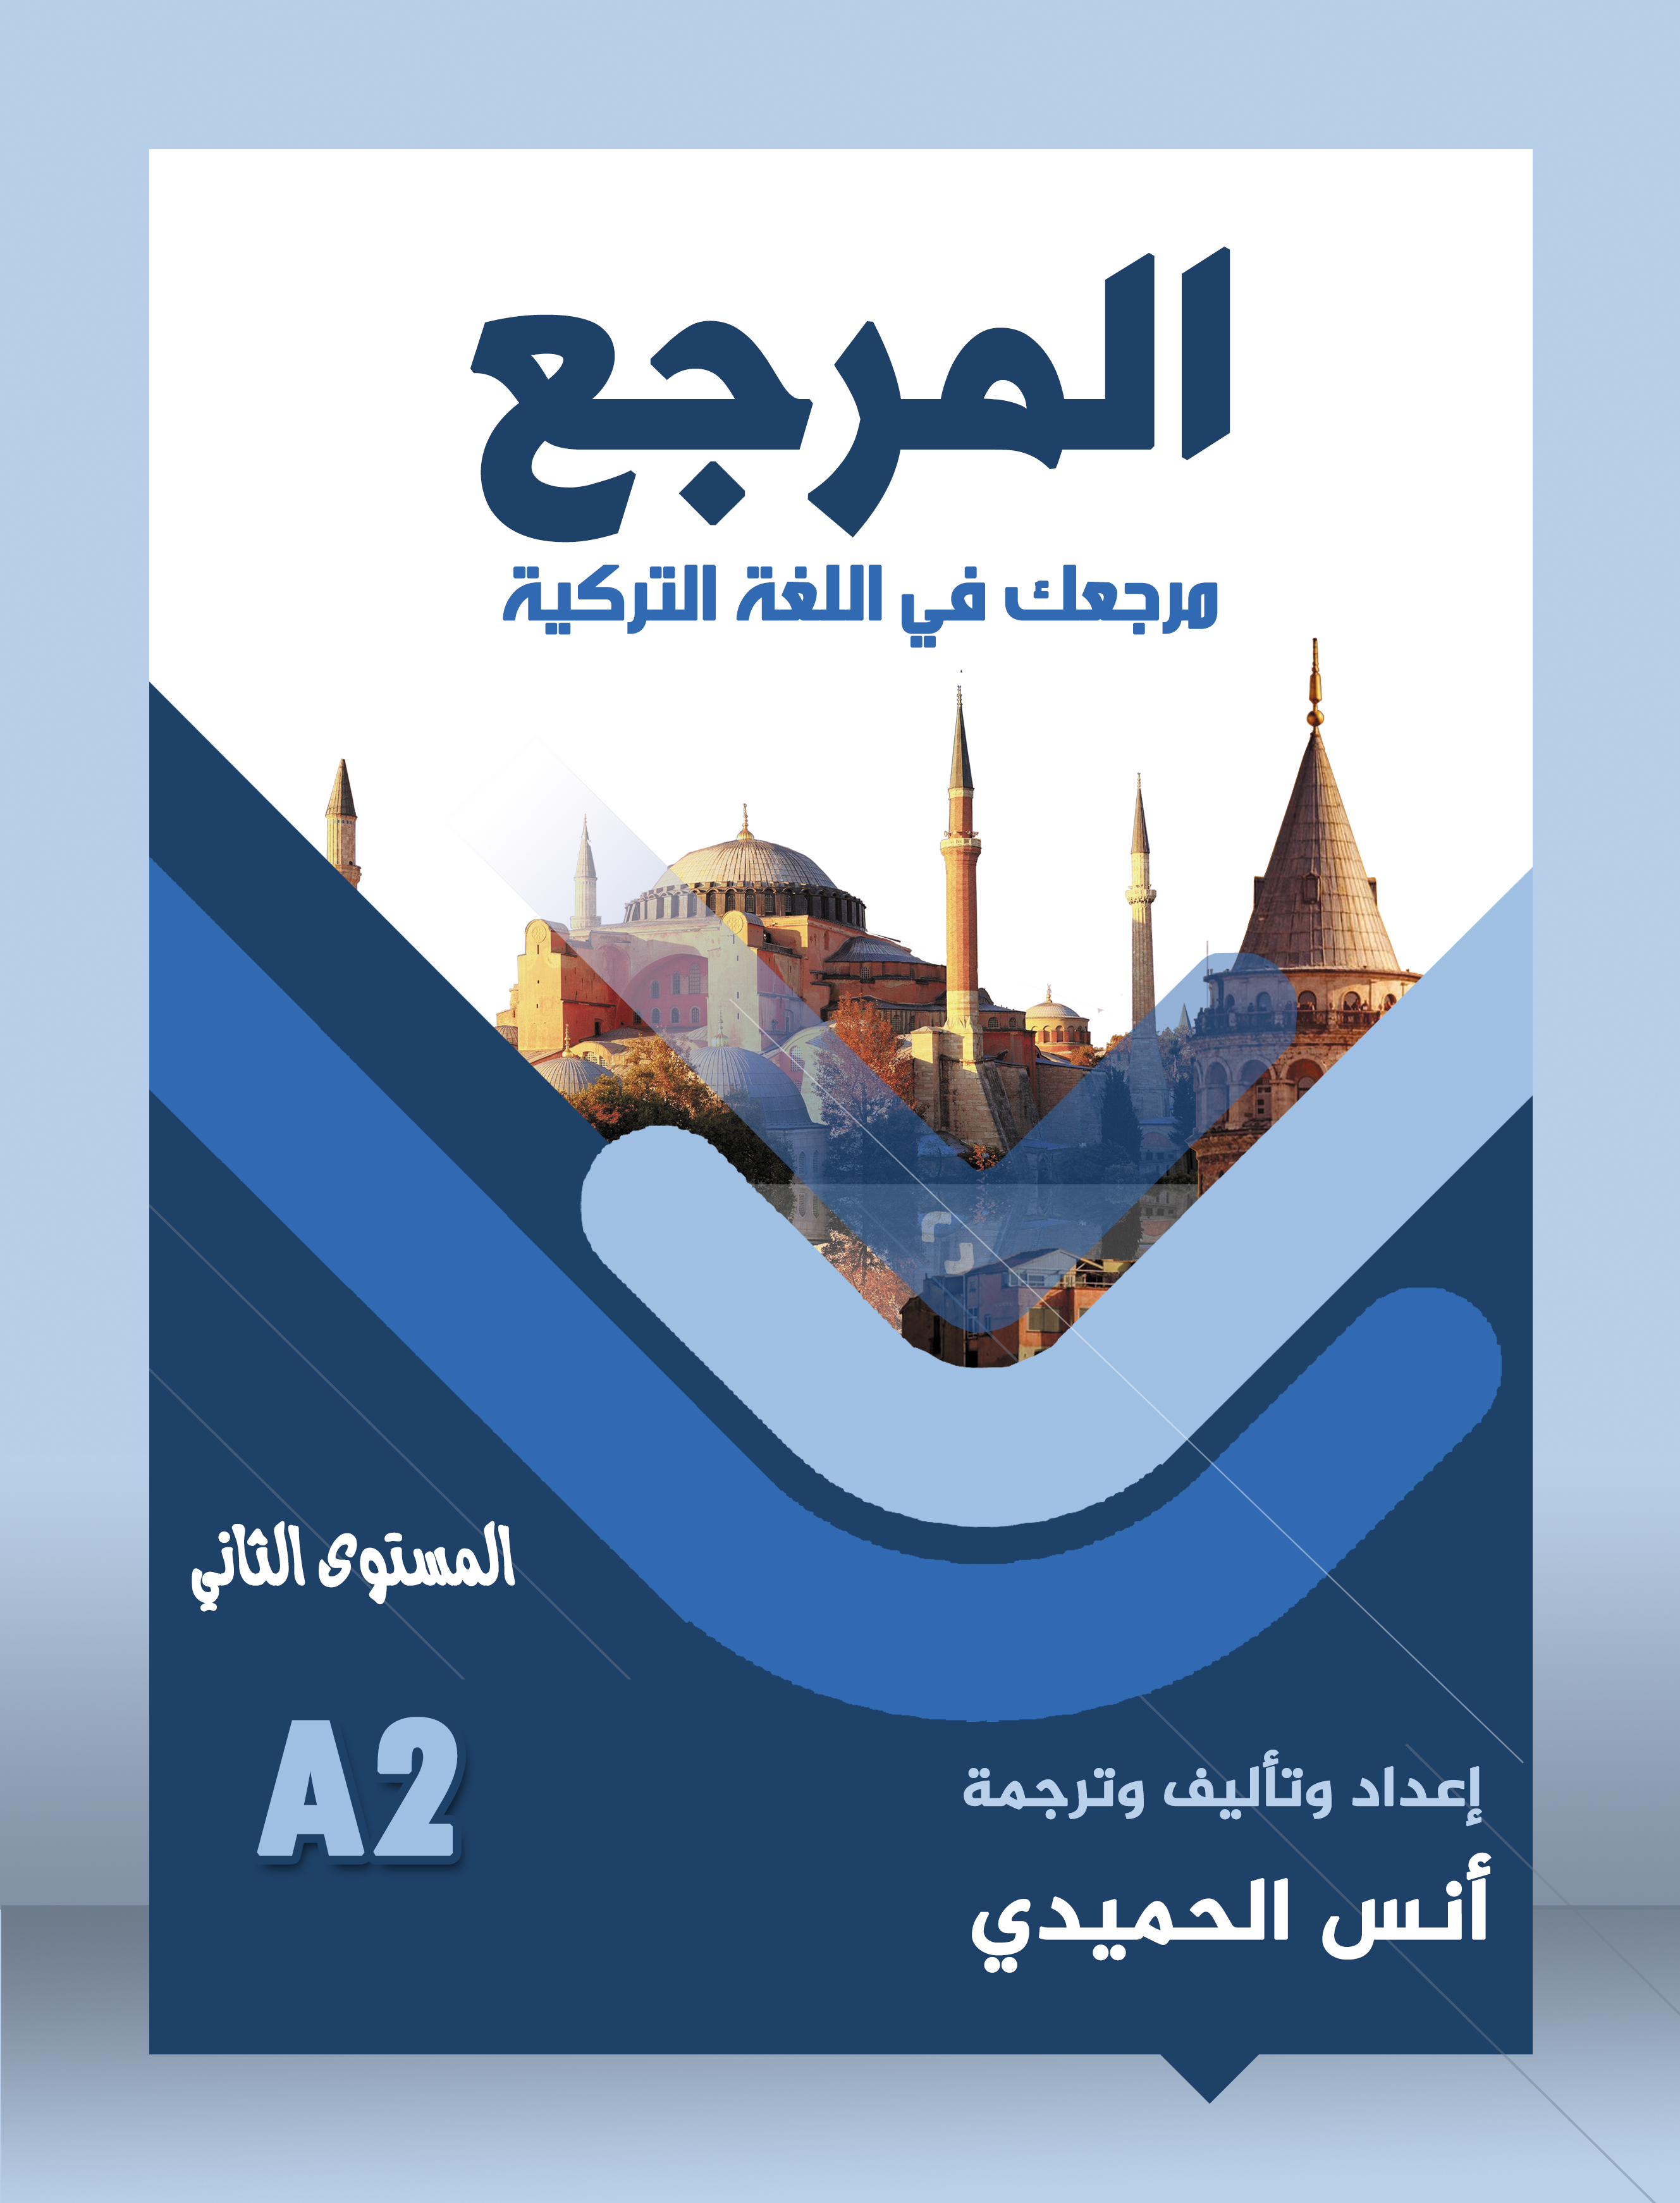 المرجع
مرجعك في اللغة التركية
المستوى الثاني
A2
إعداد وتأليف وترجمة
أنس الحميدي